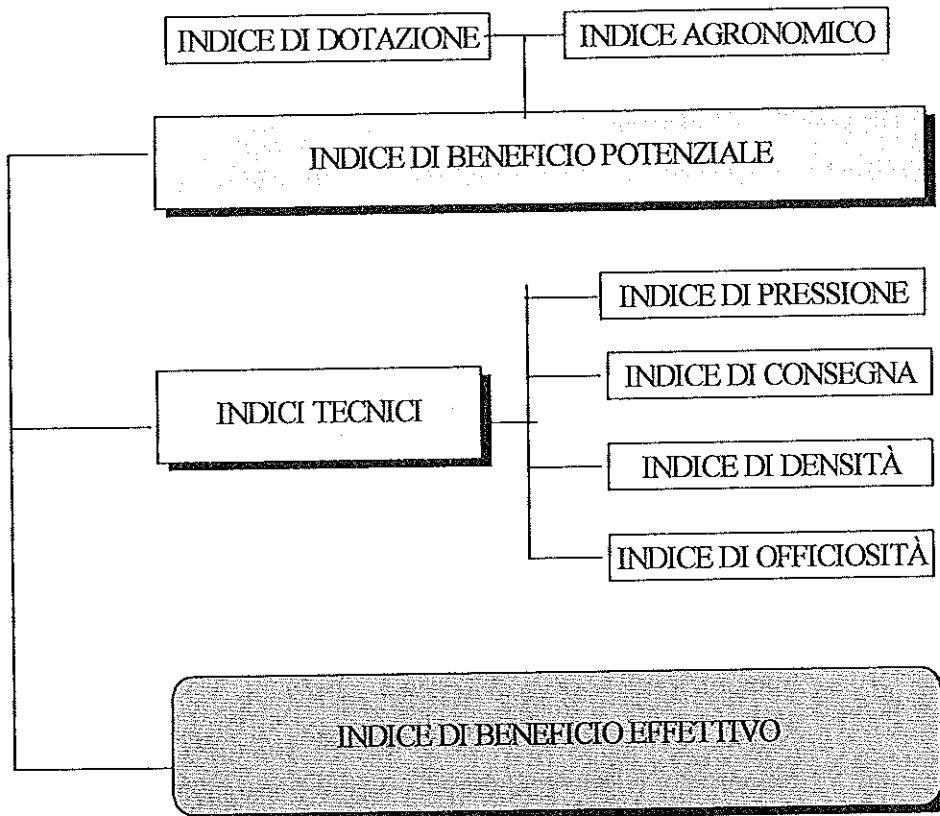 INDICE DI DOTAZIONE
INDICE AGRONOMICO
INDICE DI BENEFICIO POTENZIALE
INDICE DI PRESSIONE
INDICE DI CONSEGNA
INDICI TECNICI
INDICE DI DENSITÀ
INDICE DI OFFICIOSITÀ
INDICE DI BENEFICIO EFFETTIVO